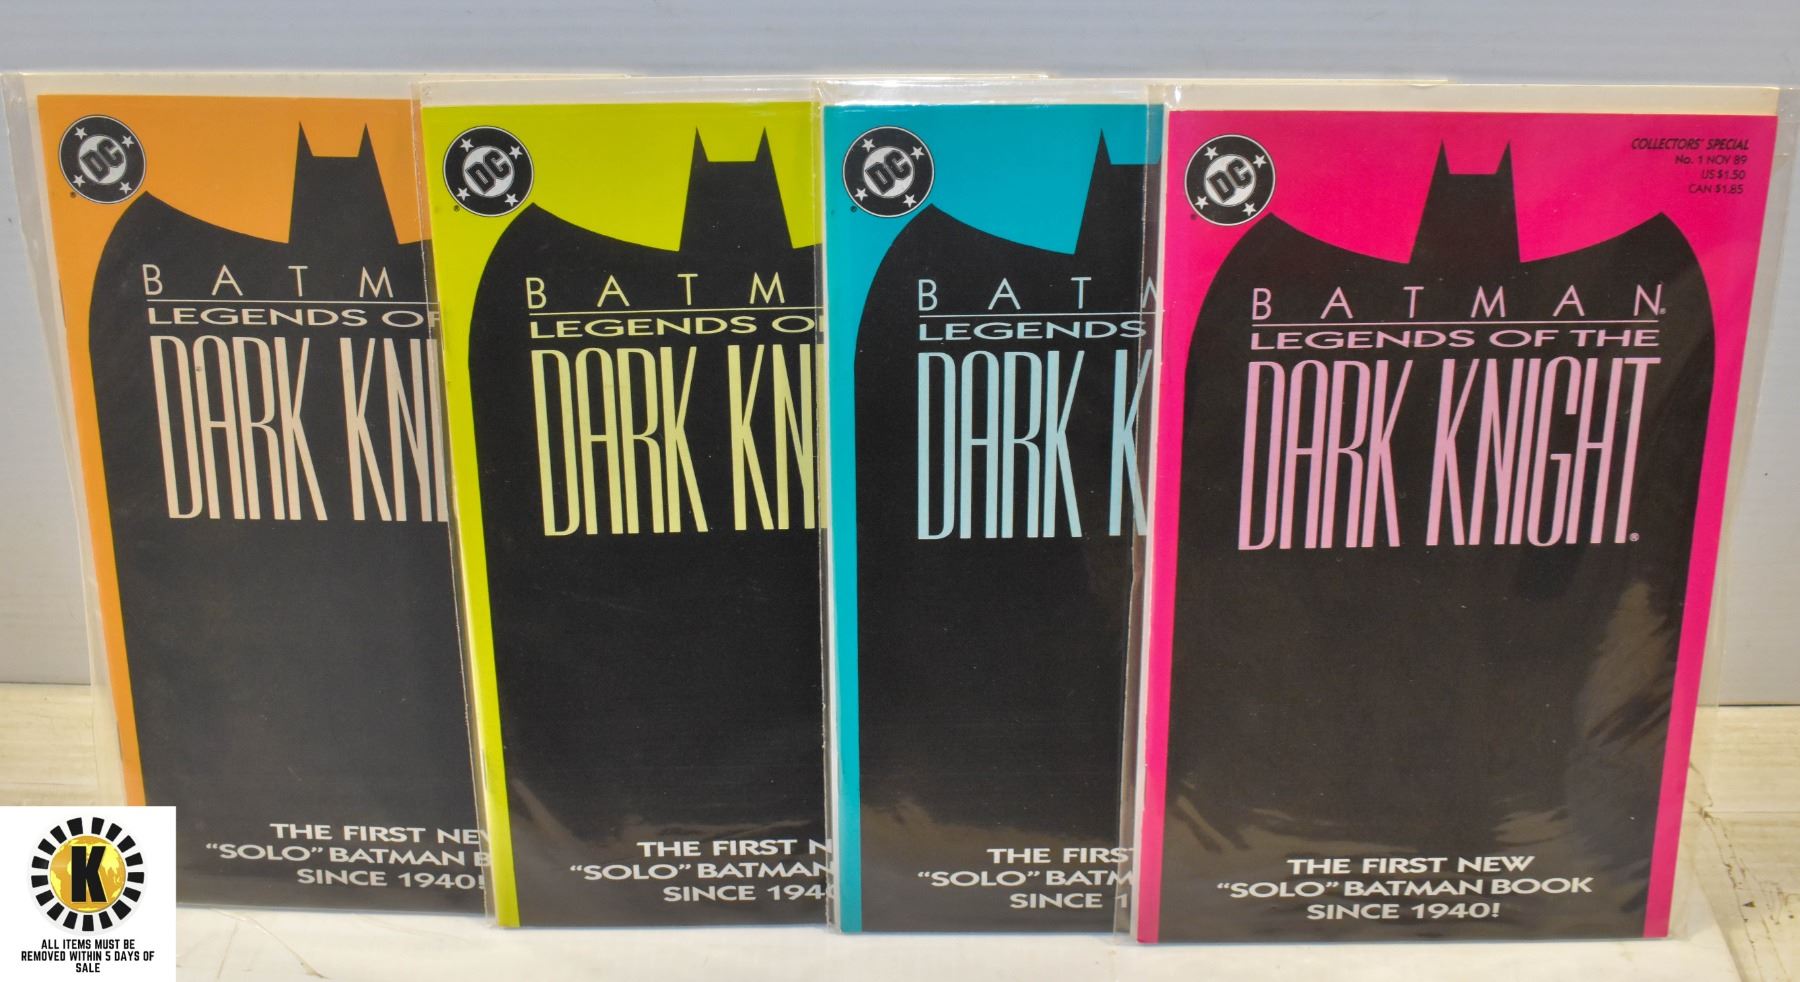 DC
BATM
LEGENDS OF
DARK KNI
THE FIRST NEW
"SOLO" BATMAN B
SINCE 1940!
DC
BATMA
LEGENDS O
DARK KN
THE FIRST N
"SOLO" BATMAN
SINCE 194
DC
BAT
LEGENDS
DARK K
THE FIRST
"SOLO" BATM
SINCE 1
DC
COLLECTORS' SPECIAL
No. 1 NOV 89
US $1.50
CAN $1.85
BATMAN®
LEGENDS OF THE
DARK KNIGHT®
THE FIRST NEW
"SOLO" BATMAN BOOK
SINCE 1940!
K
ALL ITEMS MUST BE
REMOVED WITHIN 5 DAYS OF
SALE